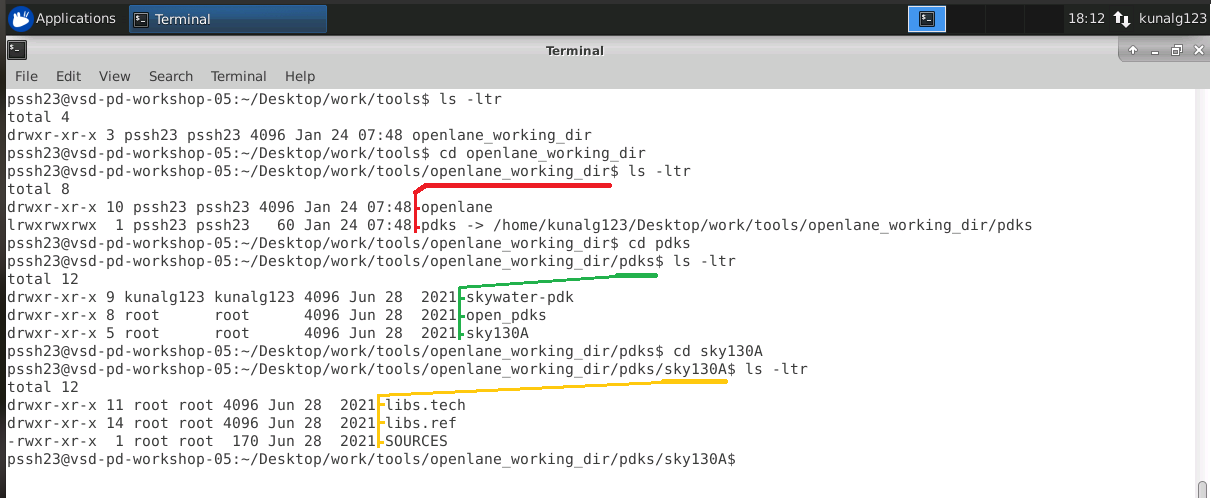 Applications Terminal 18:12 kunalg123
Terminal
File Edit View Search Terminal Help
pssh23@vsd-pd-workshop-05:~/Desktop/work/tools$ ls -ltr
total 4
drwxr-xr-x 3 pssh23 pssh23 4096 Jan 24 07:48 openlane_working_dir
pssh23@vsd-pd-workshop-05:~/Desktop/work/tools$ cd openlane_working_dir
pssh23@vsd-pd-workshop-05:~/Desktop/work/tools/openlane_working_dir$ ls -ltr
total 8
drwxr-xr-x 10 pssh23 pssh23 4096 Jan 24 07:48 openlane
lrwxrwxrwx  1 pssh23 pssh23   60 Jan 24 07:48 pdks -> /home/kunalg123/Desktop/work/tools/openlane_working_dir/pdks
pssh23@vsd-pd-workshop-05:~/Desktop/work/tools/openlane_working_dir$ cd pdks
pssh23@vsd-pd-workshop-05:~/Desktop/work/tools/openlane_working_dir/pdks$ ls -ltr
total 12
drwxr-xr-x 9 kunalg123 kunalg123 4096 Jun 28  2021 skywater-pdk
drwxr-xr-x 8 root      root      4096 Jun 28  2021 open_pdks
drwxr-xr-x 5 root      root      4096 Jun 28  2021 sky130A
pssh23@vsd-pd-workshop-05:~/Desktop/work/tools/openlane_working_dir/pdks$ cd sky130A
pssh23@vsd-pd-workshop-05:~/Desktop/work/tools/openlane_working_dir/pdks/sky130A$ ls -ltr
total 12
drwxr-xr-x 11 root root 4096 Jun 28  2021 libs.tech
drwxr-xr-x 14 root root 4096 Jun 28  2021 libs.ref
-rwxr-xr-x  1 root root  170 Jun 28  2021 SOURCES
pssh23@vsd-pd-workshop-05:~/Desktop/work/tools/openlane_working_dir/pdks/sky130A$